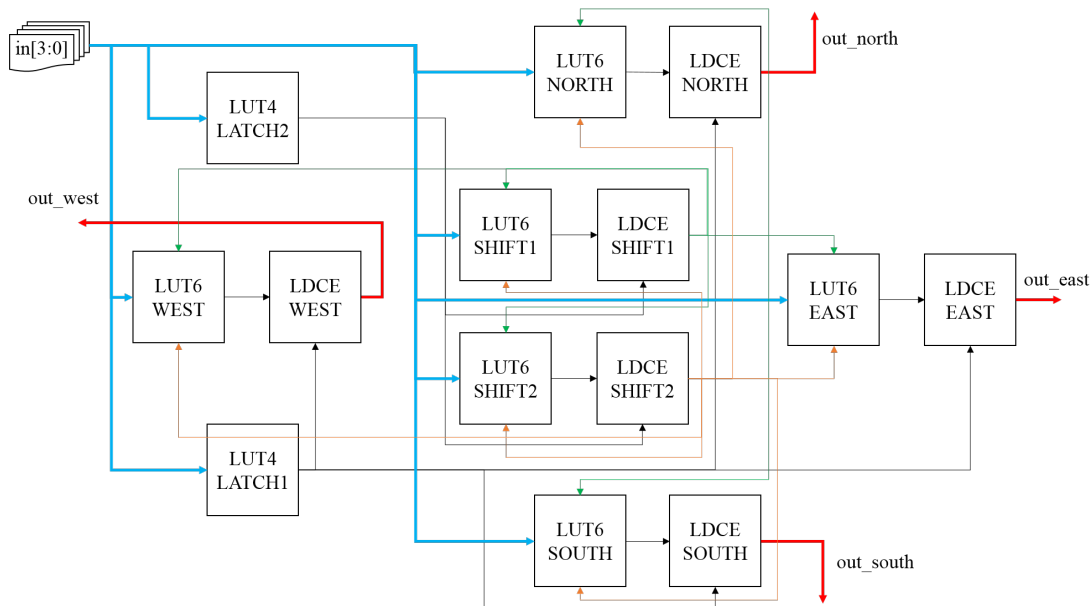 in[3:0]
LUT6
NORTH
LDCE
NORTH
out_north
LUT4
LATCH2
out_west
LUT6
SHIFT1
LDCE
SHIFT1
LUT6
WEST
LDCE
WEST
LUT6
EAST
LDCE
EAST
out_east
LUT6
SHIFT2
LDCE
SHIFT2
LUT4
LATCH1
LUT6
SOUTH
LDCE
SOUTH
out_south